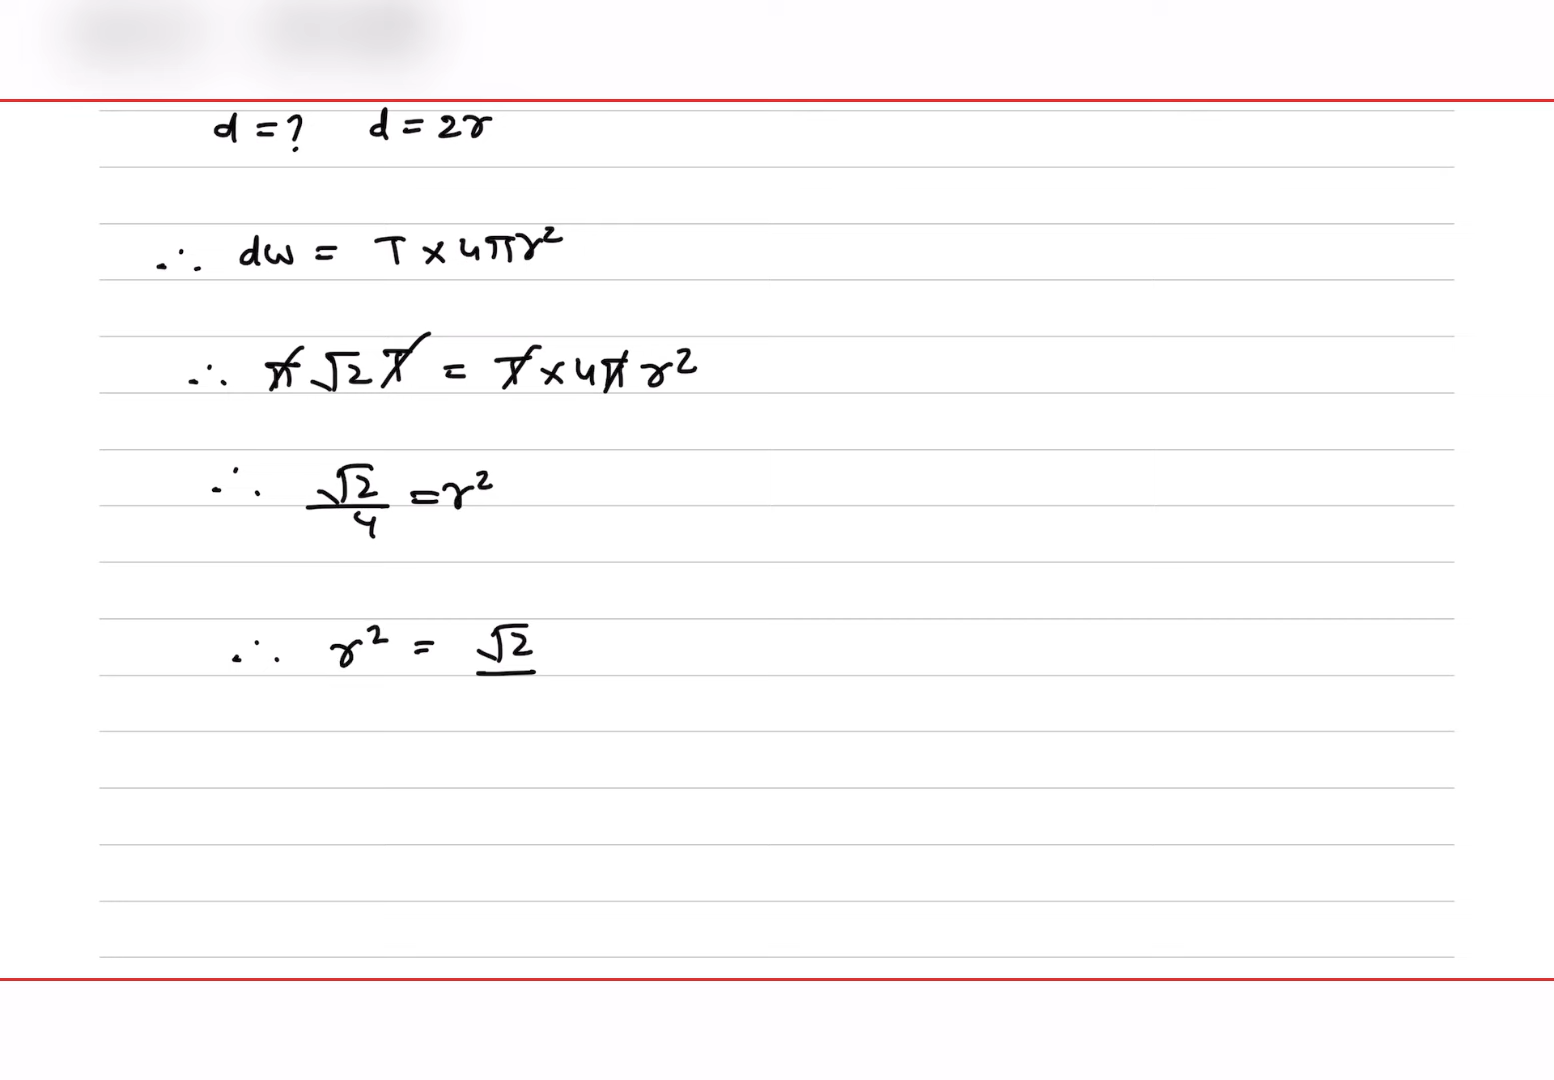 d = ? d = 2r
∴ dw = T × 4πr²
∴ π√2 T = T × 4π r²
∴ √2/4 = r²
∴ r² = √2